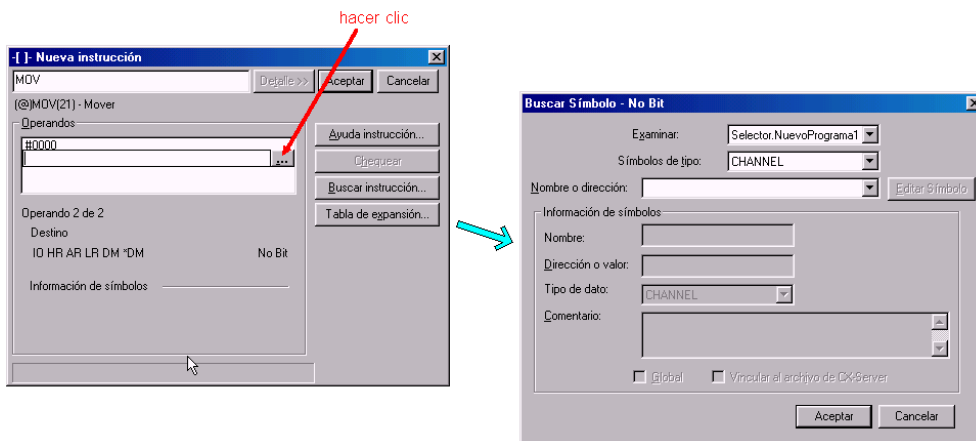 hacer clic
-[ ]- Nueva instrucción
MOV
Detalle >>
Aceptar
Cancelar
(@)MOV(21) - Mover
Operandos
#0000
...
Ayuda instrucción...
Chequear
Buscar instrucción...
Tabla de expansión...
Operando 2 de 2
Destino
IO HR AR LR DM *DM
No Bit
Información de símbolos
Buscar Símbolo - No Bit
Examinar:
Selector.NuevoPrograma1
Símbolos de tipo:
CHANNEL
Nombre o dirección:
Editar Símbolo
Información de símbolos
Nombre:
Dirección o valor:
Tipo de dato:
CHANNEL
Comentario:
Global
Vincular al archivo de CX-Server
Aceptar
Cancelar